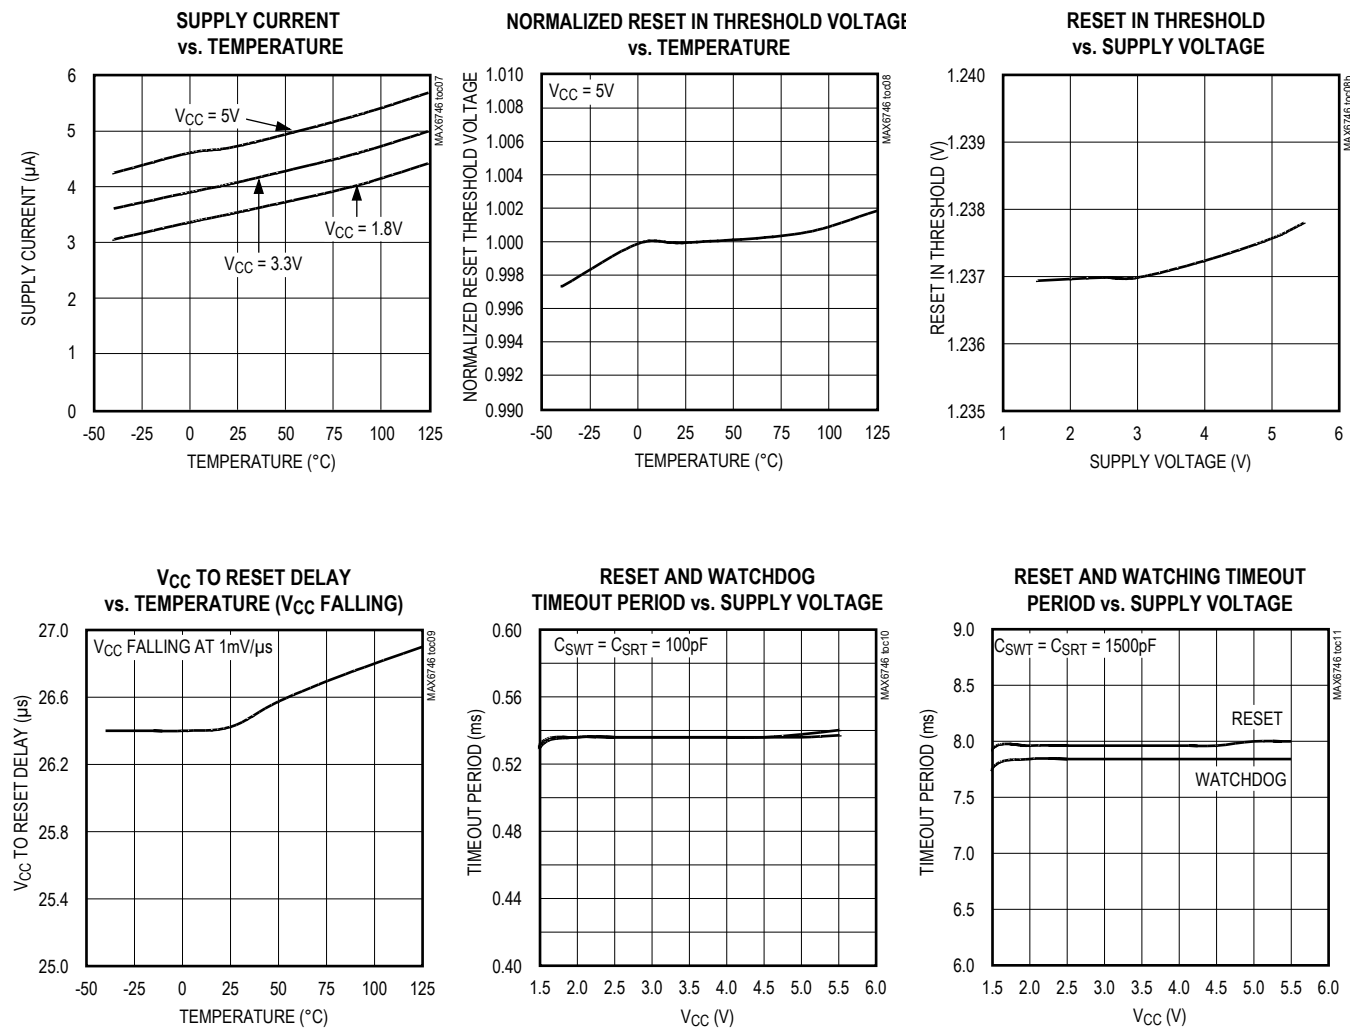 SUPPLY CURRENT
vs. TEMPERATURE
6
5
4
3
2
1
0
SUPPLY CURRENT (µA)
VCC = 5V
VCC = 1.8V
VCC = 3.3V
MAX6746 toc07
-50 -25 0 25 50 75 100 125
TEMPERATURE (°C)
NORMALIZED RESET IN THRESHOLD VOLTAGE
vs. TEMPERATURE
1.010
1.008
1.006
1.004
1.002
1.000
0.998
0.996
0.994
0.992
0.990
NORMALIZED RESET THRESHOLD VOLTAGE
VCC = 5V
MAX6746 toc08
-50 -25 0 25 50 75 100 125
TEMPERATURE (°C)
RESET IN THRESHOLD
vs. SUPPLY VOLTAGE
1.240
1.239
1.238
1.237
1.236
1.235
RESET IN THRESHOLD (V)
MAX6746 toc08b
1 2 3 4 5 6
SUPPLY VOLTAGE (V)
VCC TO RESET DELAY
vs. TEMPERATURE (VCC FALLING)
27.0
26.6
26.2
25.8
25.4
25.0
VCC TO RESET DELAY (µs)
VCC FALLING AT 1mV/µs
MAX6746 toc09
-50 -25 0 25 50 75 100 125
TEMPERATURE (°C)
RESET AND WATCHDOG
TIMEOUT PERIOD vs. SUPPLY VOLTAGE
0.60
0.56
0.52
0.48
0.44
0.40
TIMEOUT PERIOD (ms)
CSWT = CSRT = 100pF
MAX6746 toc10
1.5 2.0 2.5 3.0 3.5 4.0 4.5 5.0 5.5 6.0
VCC (V)
RESET AND WATCHING TIMEOUT
PERIOD vs. SUPPLY VOLTAGE
9.0
8.5
8.0
7.5
7.0
6.5
6.0
TIMEOUT PERIOD (ms)
CSWT = CSRT = 1500pF
RESET
WATCHDOG
MAX6746 toc11
1.5 2.0 2.5 3.0 3.5 4.0 4.5 5.0 5.5 6.0
VCC (V)